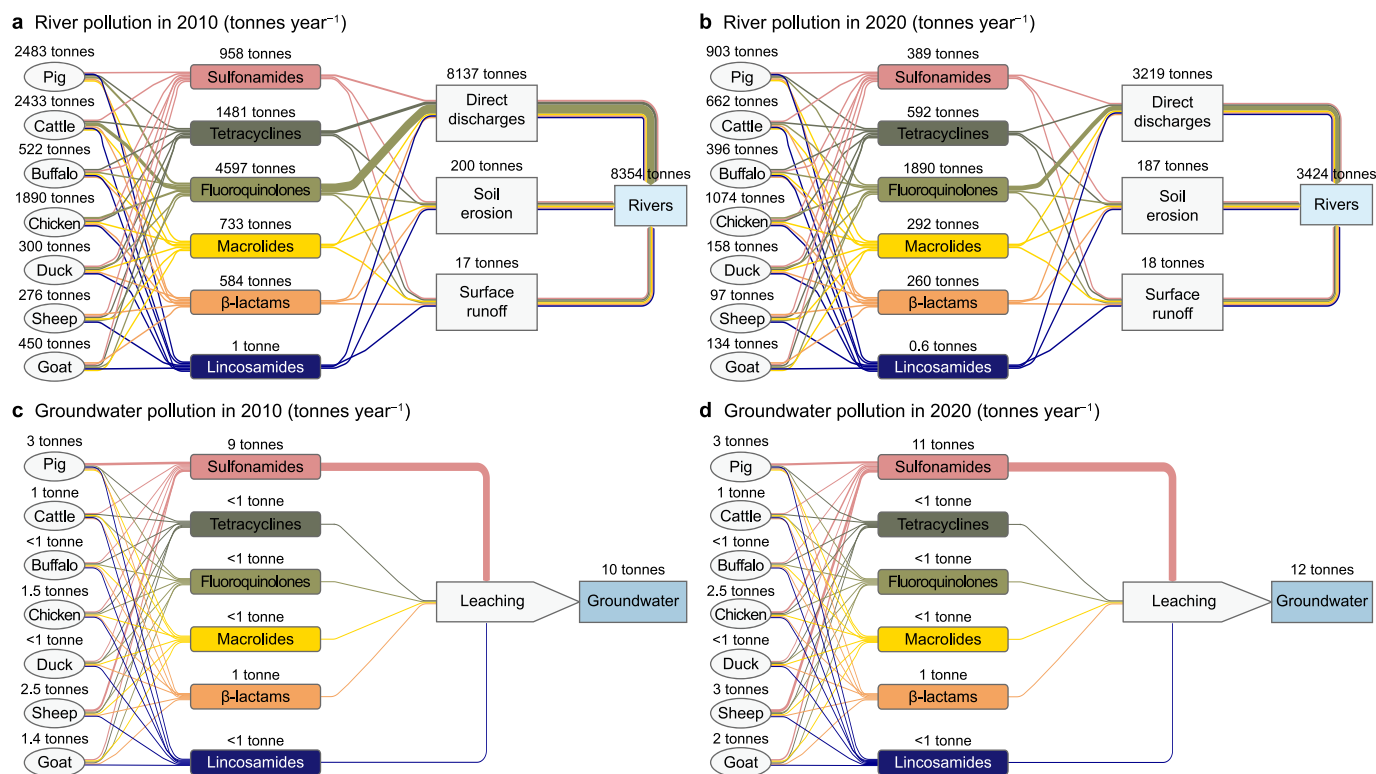 a River pollution in 2010 (tonnes year⁻¹)
2483 tonnes
Pig
2433 tonnes
Cattle
522 tonnes
Buffalo
1890 tonnes
Chicken
300 tonnes
Duck
276 tonnes
Sheep
450 tonnes
Goat
958 tonnes
Sulfonamides
1481 tonnes
Tetracyclines
4597 tonnes
Fluoroquinolones
733 tonnes
Macrolides
584 tonnes
β-lactams
1 tonne
Lincosamides
8137 tonnes
Direct
discharges
200 tonnes
Soil
erosion
17 tonnes
Surface
runoff
8354 tonnes
Rivers
b River pollution in 2020 (tonnes year⁻¹)
903 tonnes
Pig
662 tonnes
Cattle
396 tonnes
Buffalo
1074 tonnes
Chicken
158 tonnes
Duck
97 tonnes
Sheep
134 tonnes
Goat
389 tonnes
Sulfonamides
592 tonnes
Tetracyclines
1890 tonnes
Fluoroquinolones
292 tonnes
Macrolides
260 tonnes
β-lactams
0.6 tonnes
Lincosamides
3219 tonnes
Direct
discharges
187 tonnes
Soil
erosion
18 tonnes
Surface
runoff
3424 tonnes
Rivers
c Groundwater pollution in 2010 (tonnes year⁻¹)
3 tonnes
Pig
1 tonne
Cattle
<1 tonne
Buffalo
1.5 tonnes
Chicken
<1 tonne
Duck
2.5 tonnes
Sheep
1.4 tonnes
Goat
9 tonnes
Sulfonamides
<1 tonne
Tetracyclines
<1 tonne
Fluoroquinolones
<1 tonne
Macrolides
1 tonne
β-lactams
<1 tonne
Lincosamides
Leaching
10 tonnes
Groundwater
d Groundwater pollution in 2020 (tonnes year⁻¹)
3 tonnes
Pig
1 tonne
Cattle
<1 tonne
Buffalo
2.5 tonnes
Chicken
<1 tonne
Duck
3 tonnes
Sheep
2 tonnes
Goat
11 tonnes
Sulfonamides
<1 tonne
Tetracyclines
<1 tonne
Fluoroquinolones
<1 tonne
Macrolides
1 tonne
β-lactams
<1 tonne
Lincosamides
Leaching
12 tonnes
Groundwater